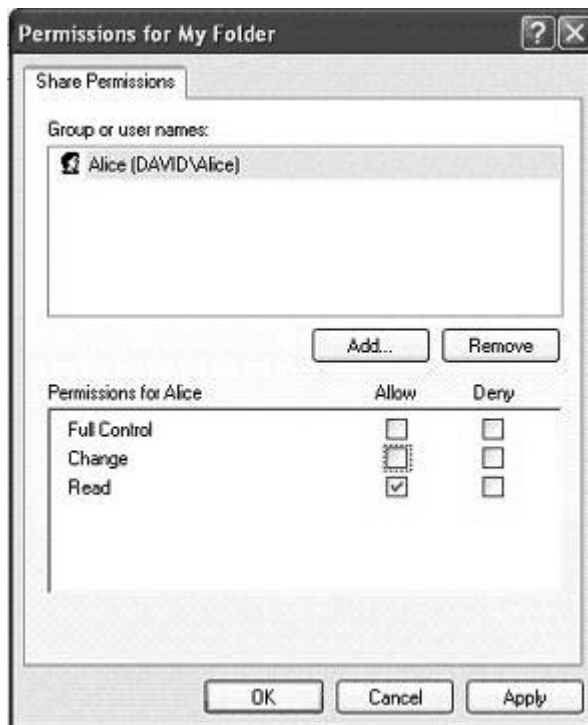 Permissions for My Folder
Share Permissions
Group or user names:
Alice (DAVID\Alice)
Add... Remove
Permissions for Alice Allow Deny
Full Control
Change
Read
OK Cancel Apply